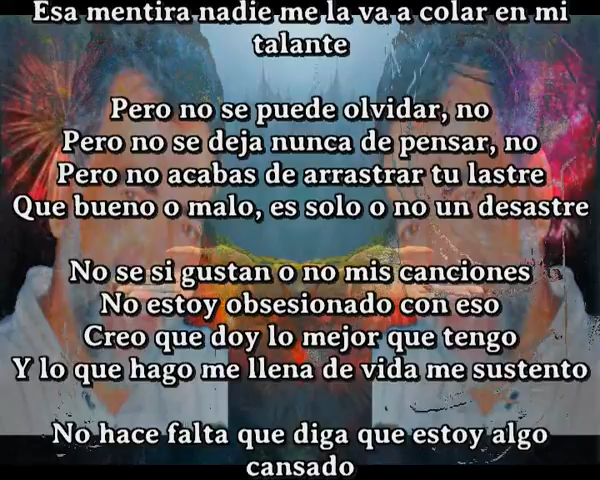 Esa mentira nadie me la va a colar en mi
talante
Pero no se puede olvidar, no
Pero no se deja nunca de pensar, no
Pero no acabas de arrastrar tu lastre
Que bueno o malo, es solo o no un desastre
No se si gustan o no mis canciones
No estoy obsesionado con eso
Creo que doy lo mejor que tengo
Y lo que hago me llena de vida me sustento
No hace falta que diga que estoy algo
cansado